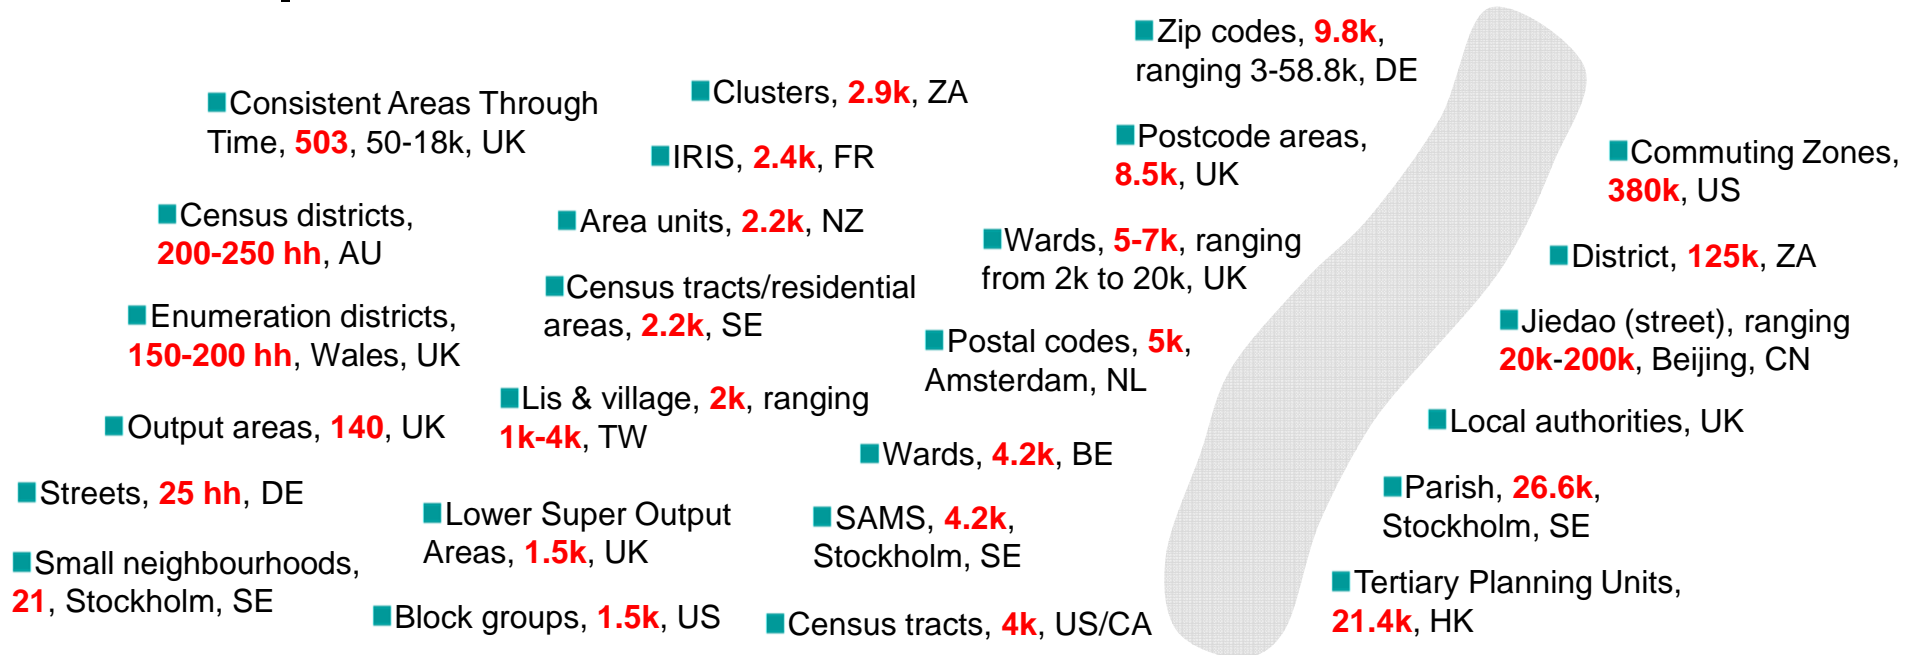 Consistent Areas Through
Time, 503, 50-18k, UK
Census districts,
200-250 hh, AU
Enumeration districts,
150-200 hh, Wales, UK
Output areas, 140, UK
Streets, 25 hh, DE
Small neighbourhoods,
21, Stockholm, SE
Clusters, 2.9k, ZA
IRIS, 2.4k, FR
Area units, 2.2k, NZ
Census tracts/residential
areas, 2.2k, SE
Lis & village, 2k, ranging
1k-4k, TW
Lower Super Output
Areas, 1.5k, UK
Block groups, 1.5k, US
Zip codes, 9.8k,
ranging 3-58.8k, DE
Postcode areas,
8.5k, UK
Wards, 5-7k, ranging
from 2k to 20k, UK
Postal codes, 5k,
Amsterdam, NL
Wards, 4.2k, BE
SAMS, 4.2k,
Stockholm, SE
Census tracts, 4k, US/CA
Commuting Zones,
380k, US
District, 125k, ZA
Jiedao (street), ranging
20k-200k, Beijing, CN
Local authorities, UK
Parish, 26.6k,
Stockholm, SE
Tertiary Planning Units,
21.4k, HK